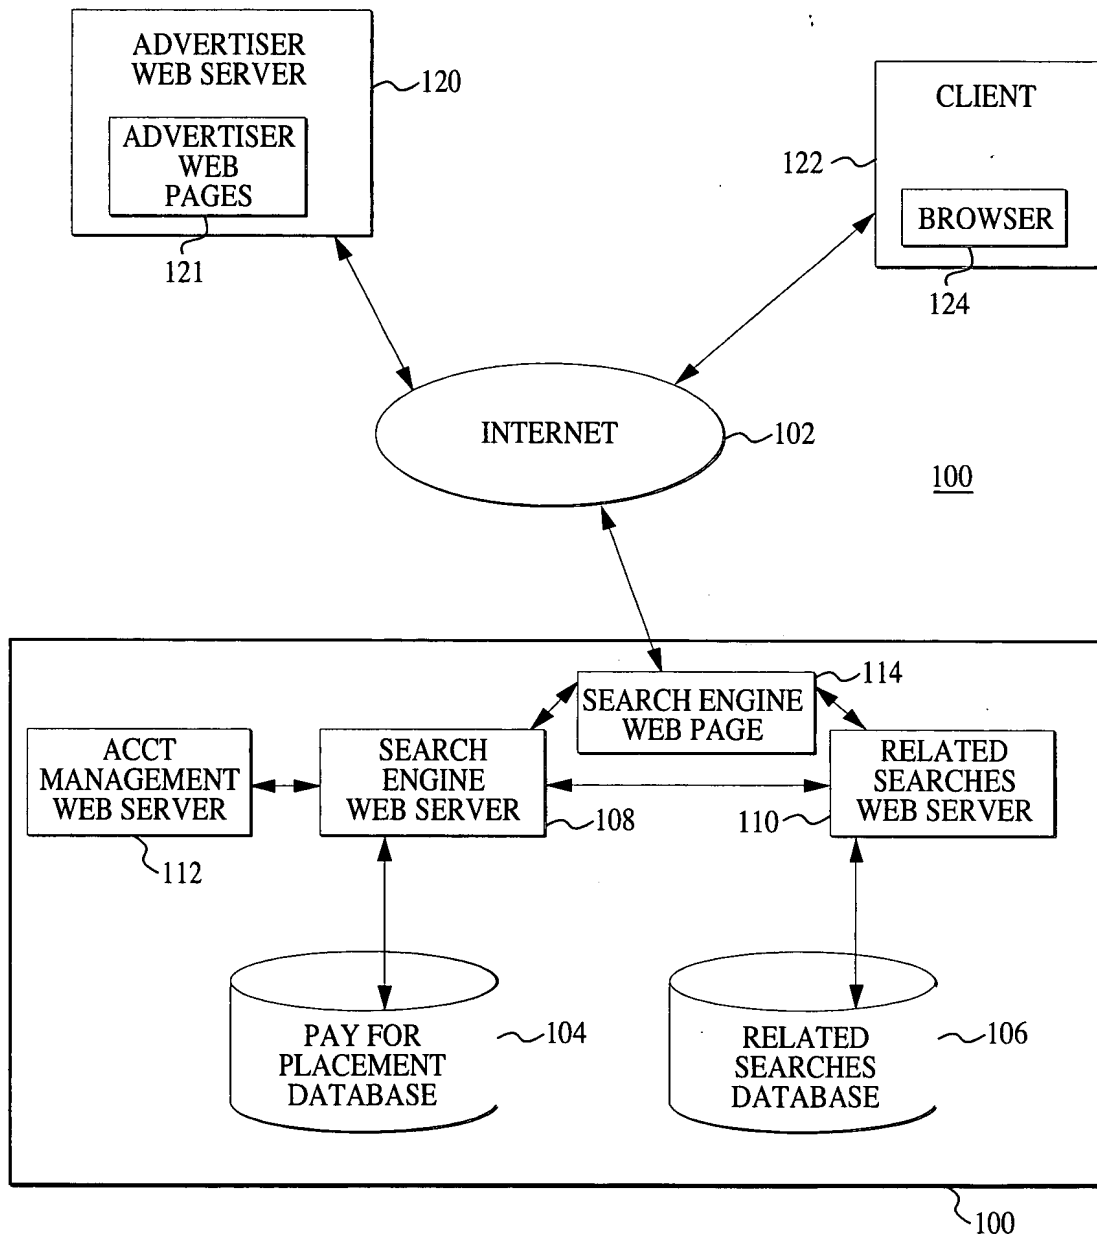 ADVERTISER
WEB SERVER
120
ADVERTISER
WEB
PAGES
121
CLIENT
122
BROWSER
124
INTERNET
102
100
114
SEARCH ENGINE
WEB PAGE
ACCT
MANAGEMENT
WEB SERVER
112
SEARCH
ENGINE
WEB SERVER
108
RELATED
SEARCHES
WEB SERVER
110
PAY FOR
PLACEMENT
DATABASE
104
RELATED
SEARCHES
DATABASE
106
100